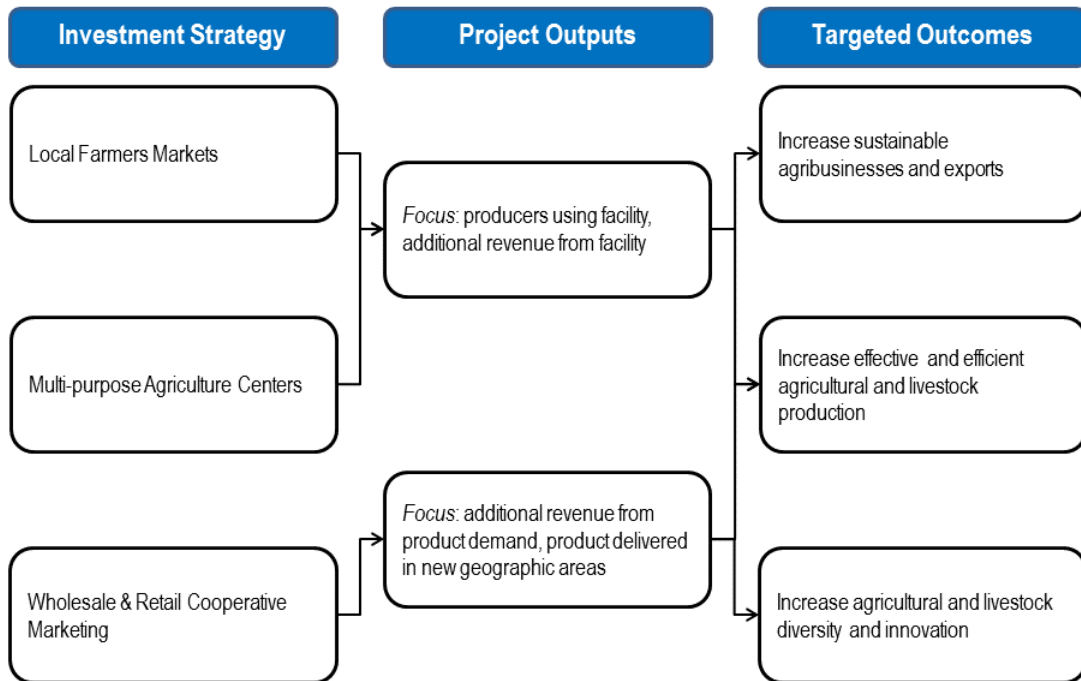 Investment Strategy
Project Outputs
Targeted Outcomes
Local Farmers Markets
Multi-purpose Agriculture Centers
Wholesale & Retail Cooperative
Marketing
Focus: producers using facility,
additional revenue from facility
Focus: additional revenue from
product demand, product delivered
in new geographic areas
Increase sustainable
agribusinesses and exports
Increase effective and efficient
agricultural and livestock
production
Increase agricultural and livestock
diversity and innovation